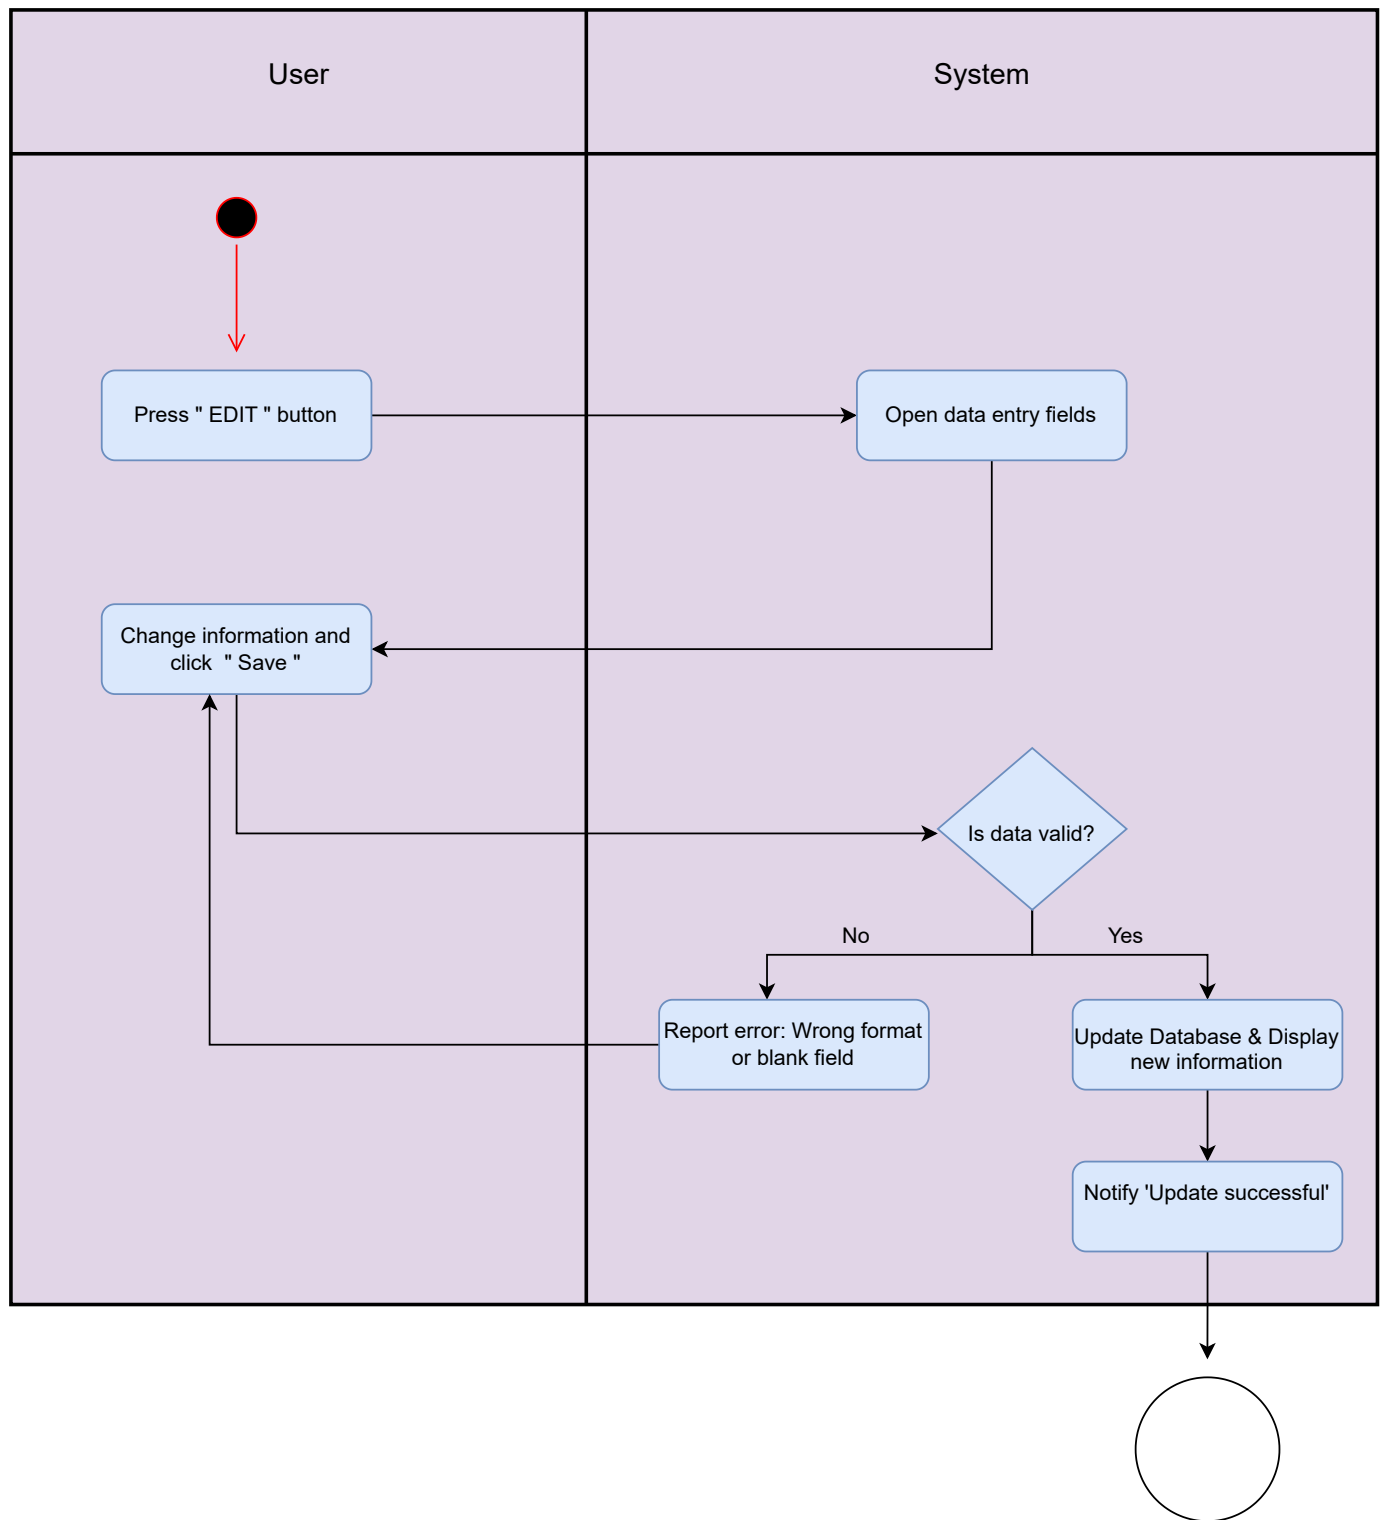 User
System
Press " EDIT " button
Open data entry fields
Change information and
click  " Save "
Is data valid?
No
Yes
Report error: Wrong format
or blank field
Update Database & Display
new information
Notify 'Update successful'